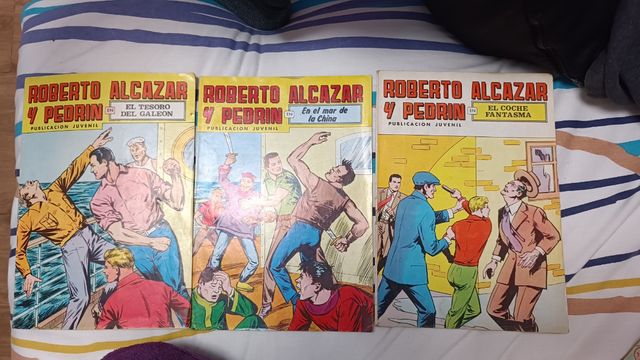 ROBERTO ALCAZAR
Y PEDRIN
EL TESORO
DEL GALEÓN
PUBLICACION JUVENIL
ROBERTO ALCAZAR
Y PEDRIN
En el mar de
la China
PUBLICACION JUVENIL
ROBERTO ALCAZAR
Y PEDRIN
EL COCHE
FANTASMA
PUBLICACION JUVENIL